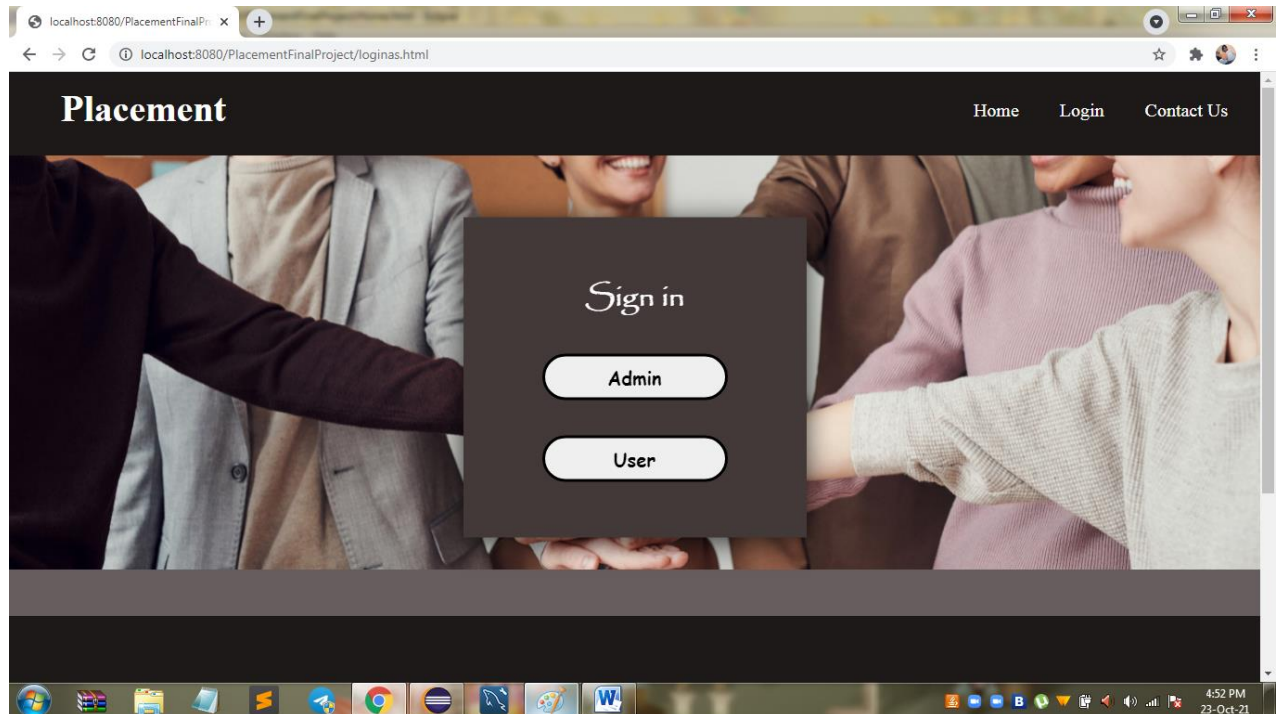 localhost:8080/PlacementFinalPr
localhost:8080/PlacementFinalProject/loginas.html
Placement
Home Login Contact Us
Sign in
Admin
User
4:52 PM
23-Oct-21